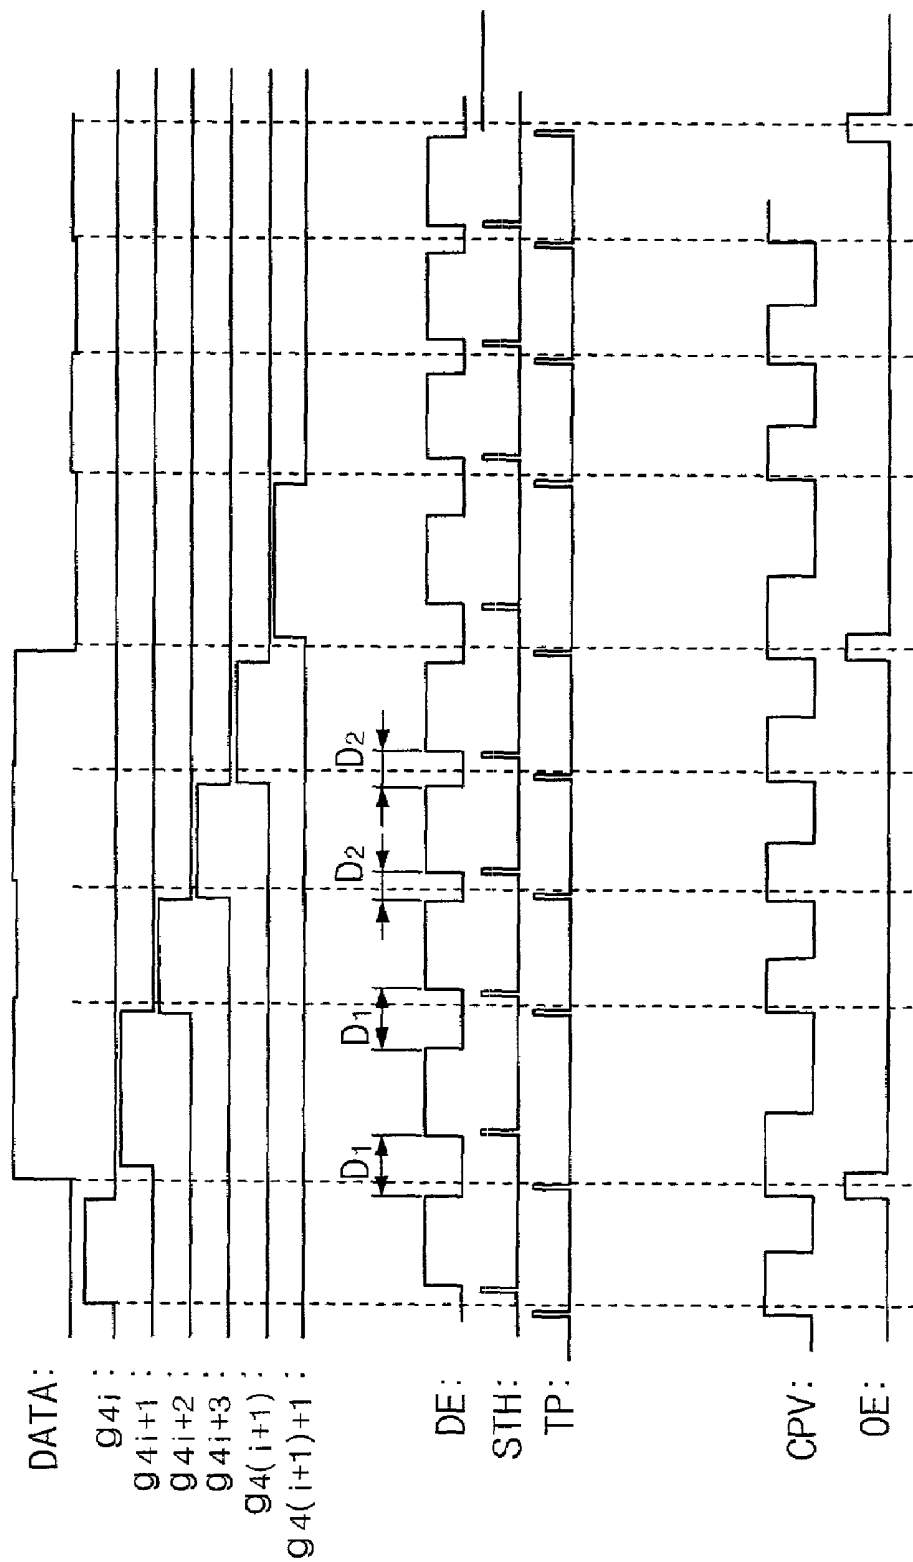 DATA:
g4i :
g4i+1 :
g4i+2 :
g4i+3 :
g4(i+1):
g4(i+1)+1 :
D1 D1 D2 D2
DE:
STH:
TP:
CPV:
OE: